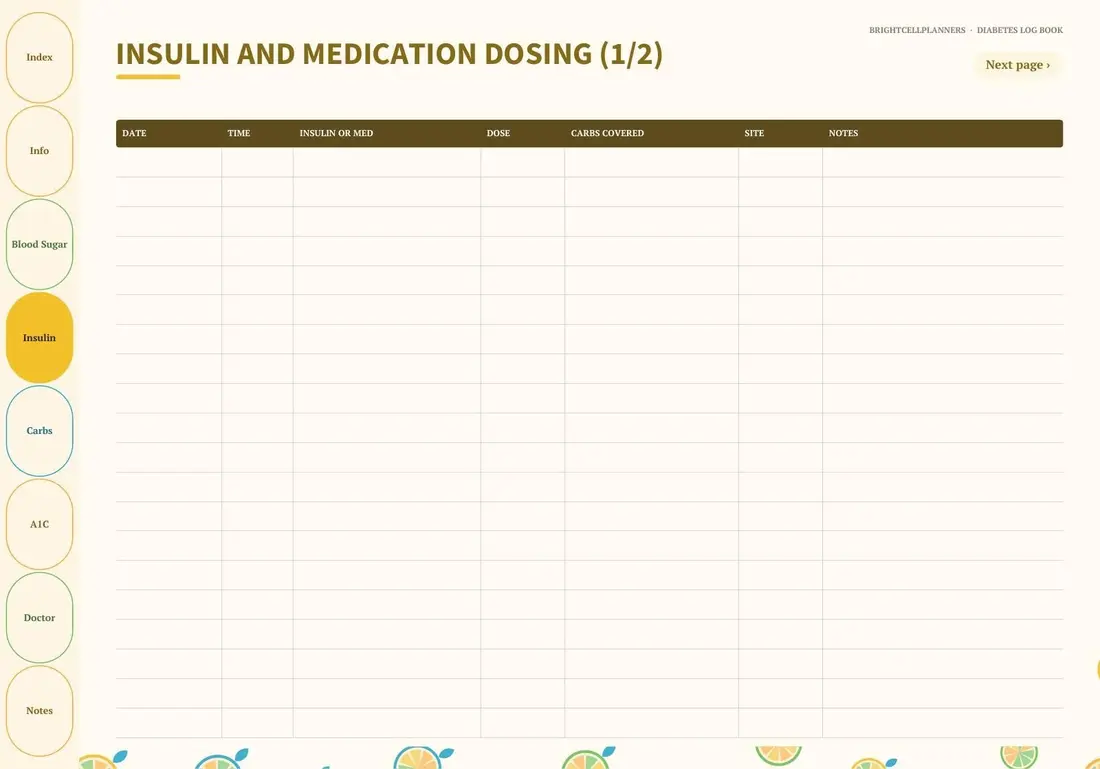 BRIGHTCELLPLANNERS · DIABETES LOG BOOK
INSULIN AND MEDICATION DOSING (1/2)
Next page ›
DATE TIME INSULIN OR MED DOSE CARBS COVERED SITE NOTES
Index
Info
Blood Sugar
Insulin
Carbs
A1C
Doctor
Notes